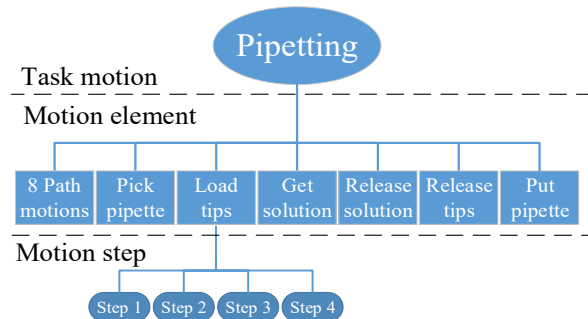 Pipetting
Task motion
Motion element
8 Path motions
Pick pipette
Load tips
Get solution
Release solution
Release tips
Put pipette
Motion step
Step 1
Step 2
Step 3
Step 4